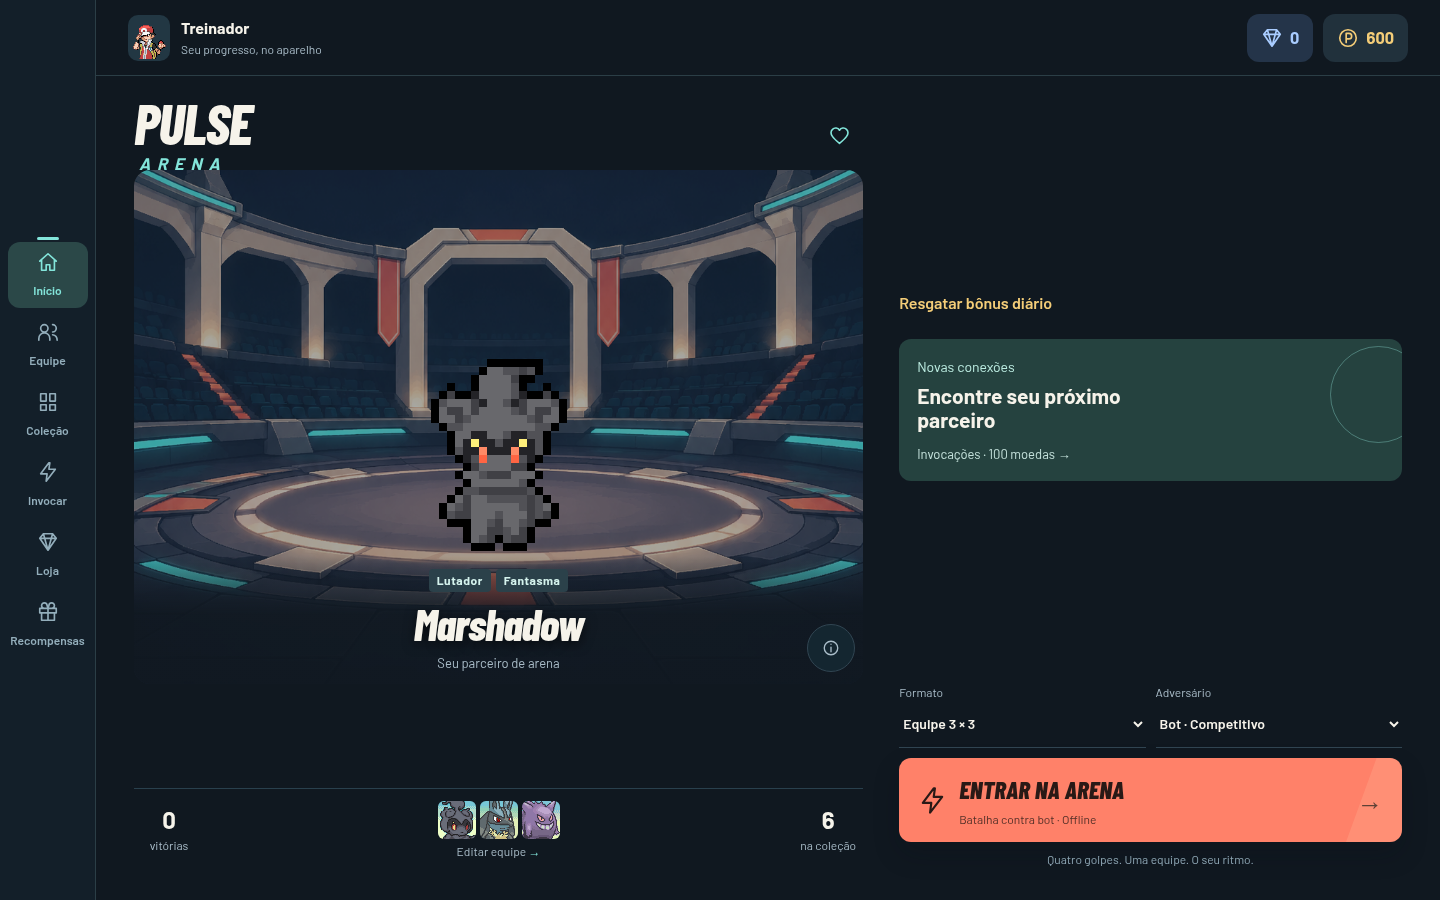 Treinador
Seu progresso, no aparelho
0
600
PULSE
ARENA
Início
Equipe
Coleção
Invocar
Loja
Recompensas
Lutador
Fantasma
Marshadow
Seu parceiro de arena
0
vitórias
Editar equipe →
6
na coleção
Resgatar bônus diário
Novas conexões
Encontre seu próximo
parceiro
Invocações · 100 moedas →
Formato
Adversário
Equipe 3 × 3
Bot · Competitivo
ENTRAR NA ARENA
Batalha contra bot · Offline
→
Quatro golpes. Uma equipe. O seu ritmo.